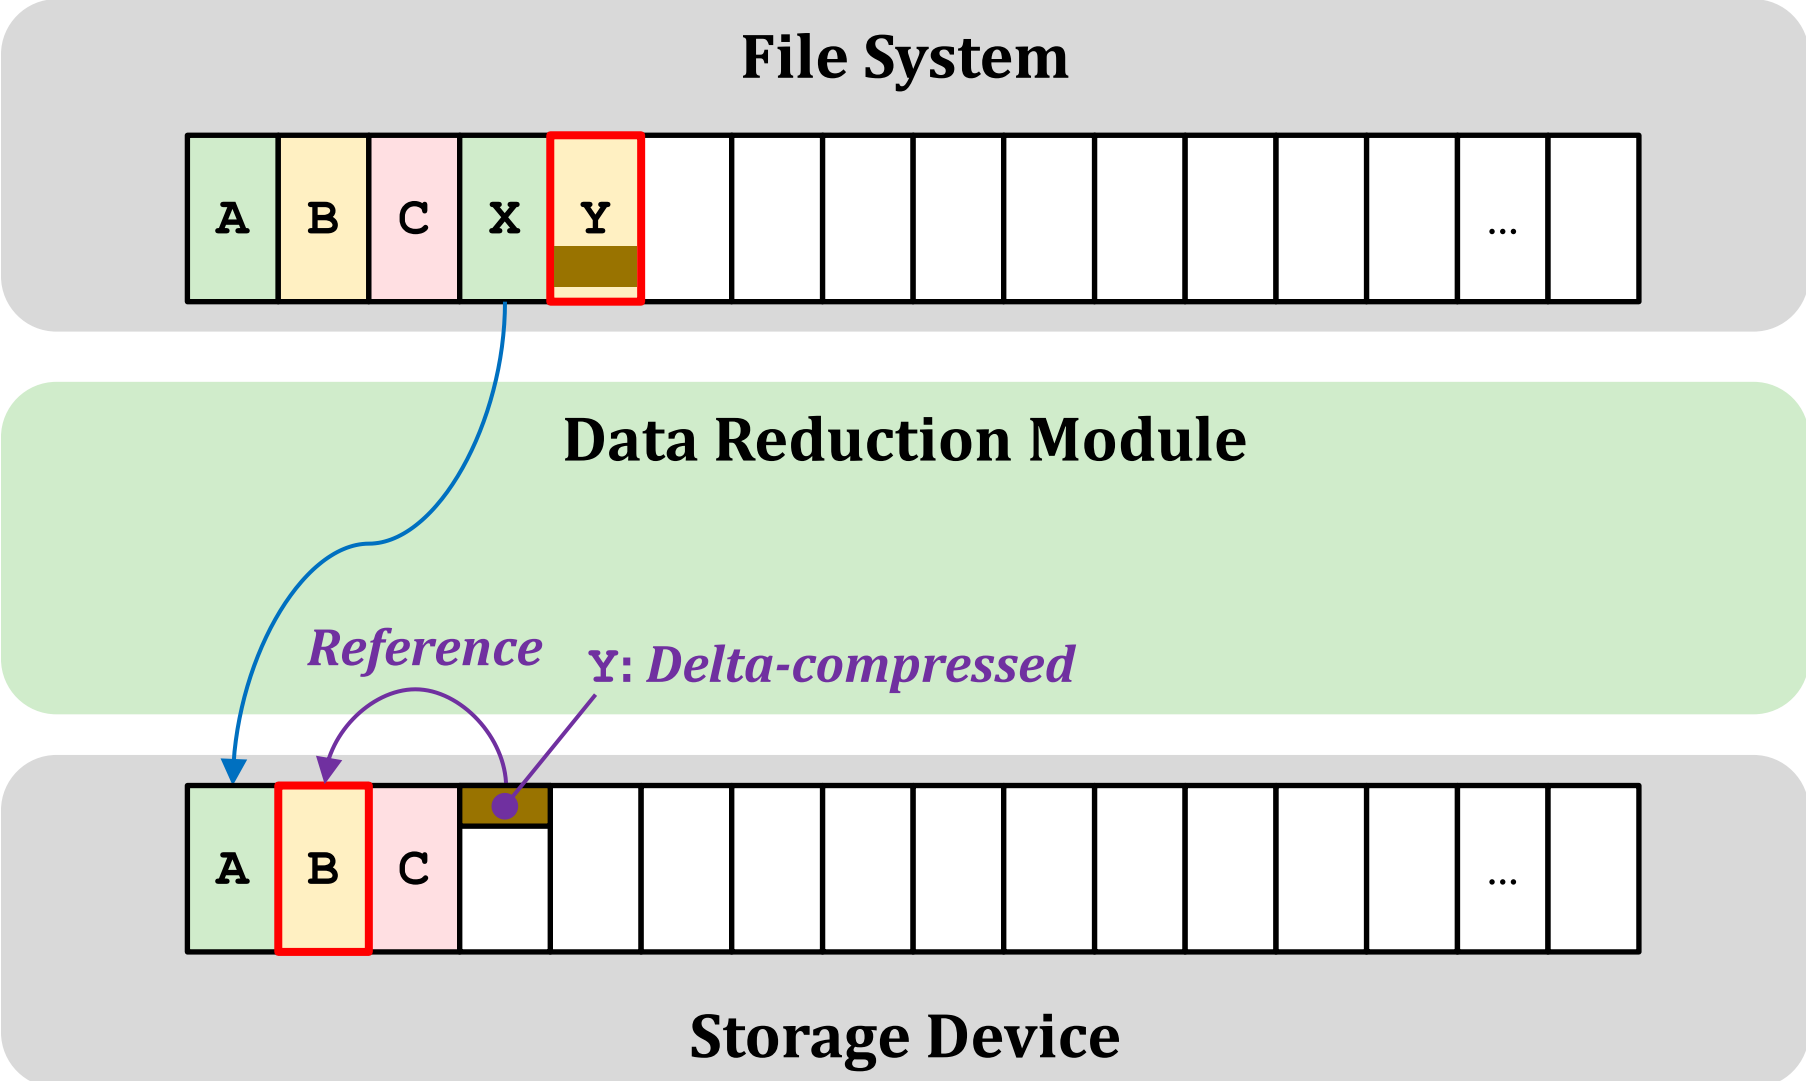 File System
A B C X Y ...
Data Reduction Module
Reference
Y: Delta-compressed
A B C ...
Storage Device